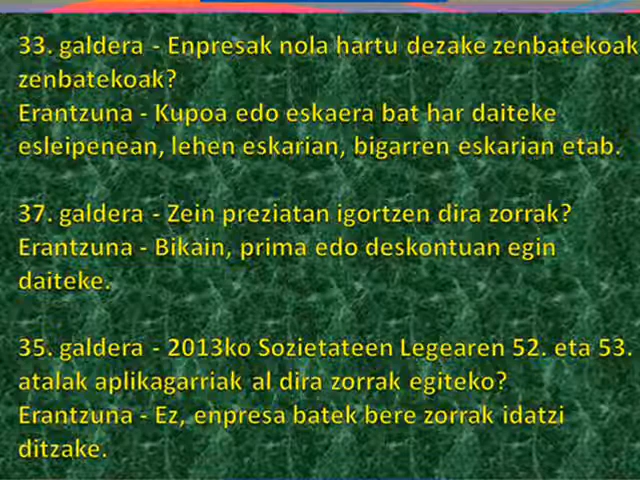 33. galdera - Enpresak nola hartu dezake zenbatekoak
zenbatekoak?
Erantzuna - Kupoa edo eskaera bat har daiteke
esleipenean, lehen eskarian, bigarren eskarian etab.
37. galdera - Zein preziatan igortzen dira zorrak?
Erantzuna - Bikain, prima edo deskontuan egin
daiteke.
35. galdera - 2013ko Sozietateen Legearen 52. eta 53.
atalak aplikagarriak al dira zorrak egiteko?
Erantzuna - Ez, enpresa batek bere zorrak idatzi
ditzake.